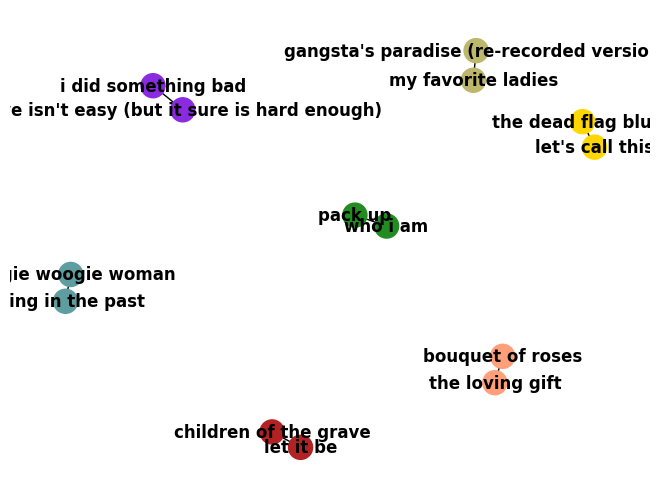 gangsta's paradise (re-recorded versio
my favorite ladies
i did something bad
isn't easy (but it sure is hard enough)
the dead flag blu
let's call this
pack up
who i am
woogie woman
in the past
bouquet of roses
the loving gift
children of the grave
let it be